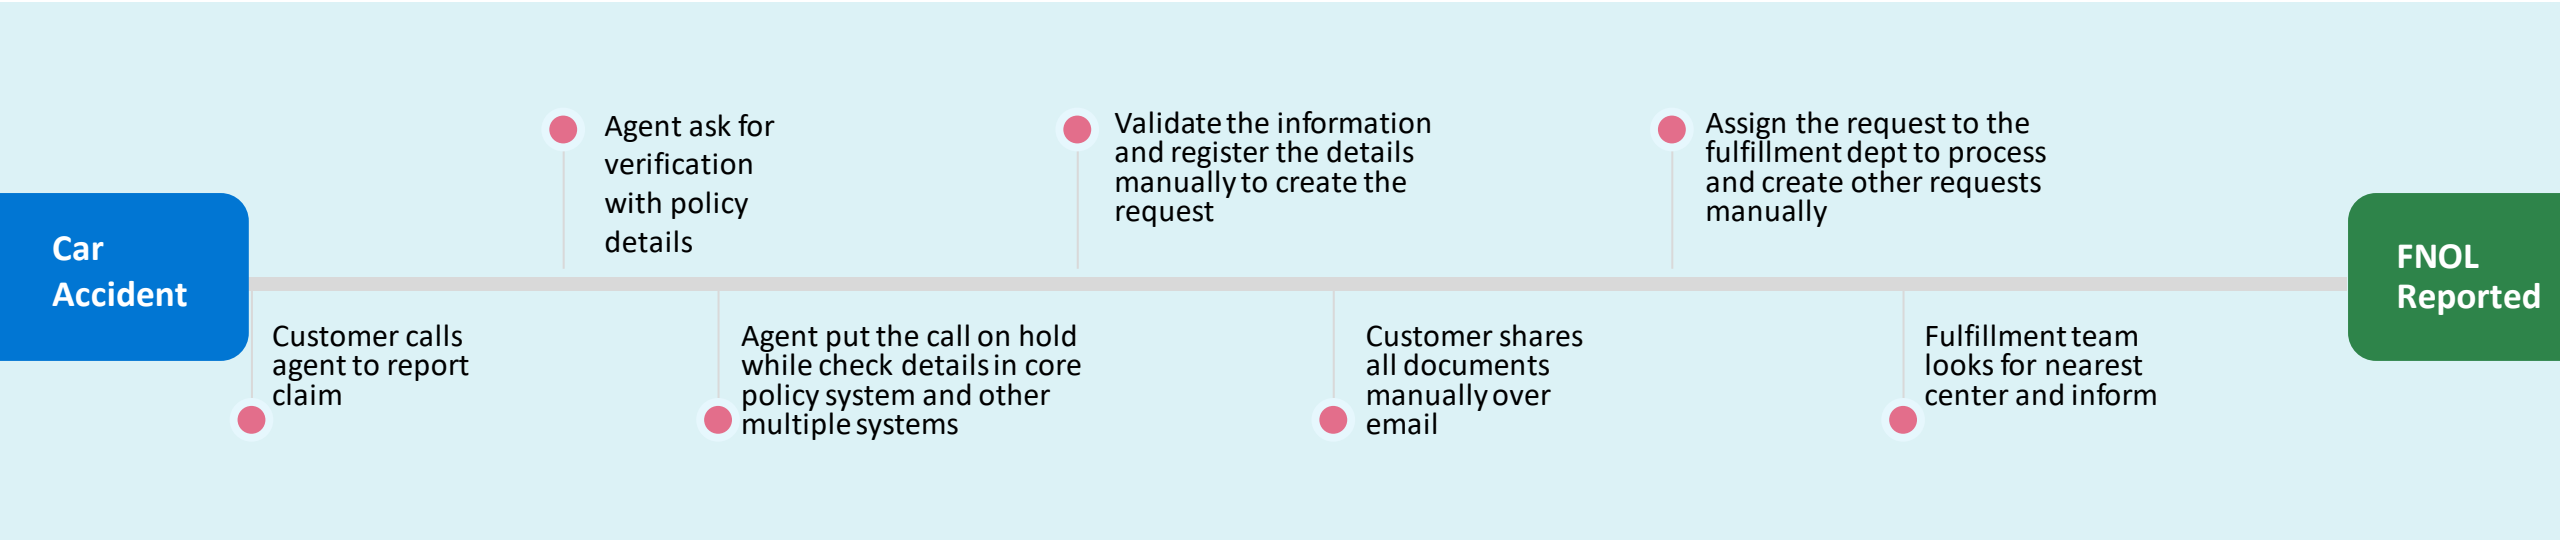 Car
Accident
Customer calls
agent to report
claim
Agent ask for
verification
with policy
details
Agent put the call on hold
while check details in core
policy system and other
multiple systems
Validate the information
and register the details
manually to create the
request
Customer shares
all documents
manually over
email
Assign the request to the
fulfillment dept to process
and create other requests
manually
Fulfillment team
looks for nearest
center and inform
FNOL
Reported